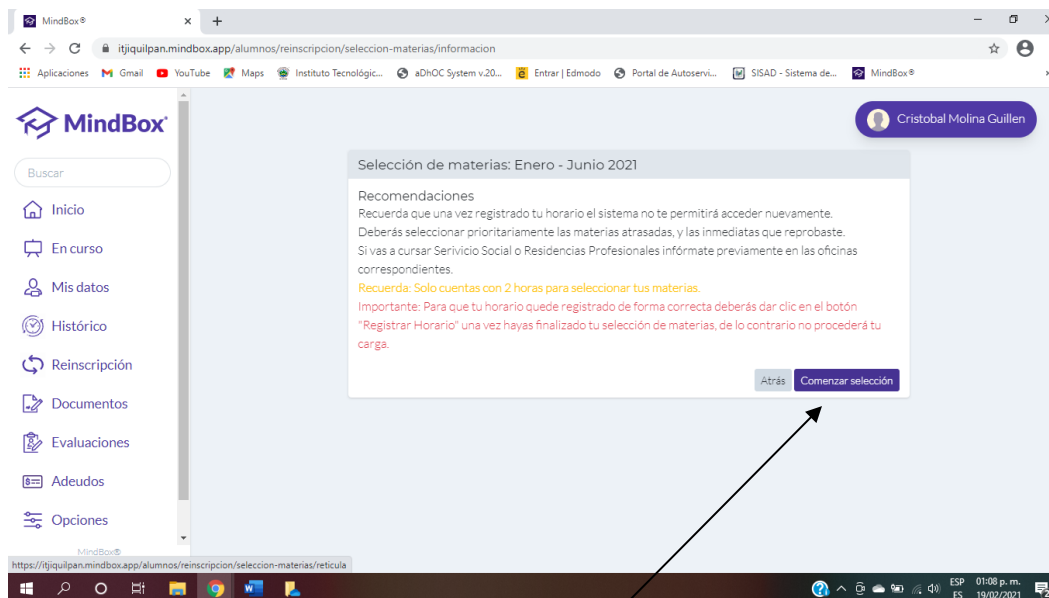 MindBox®
itjiquilpan.mindbox.app/alumnos/reinscripcion/seleccion-materias/informacion
Aplicaciones
Gmail
YouTube
Maps
Instituto Tecnológic...
aDhOC System v.20...
Entrar | Edmodo
Portal de Autoservi...
SISAD - Sistema de...
MindBox®
MindBox
Cristobal Molina Guillen
Buscar
Inicio
En curso
Mis datos
Histórico
Reinscripción
Documentos
Evaluaciones
Adeudos
Opciones
MindBox®
Selección de materias: Enero - Junio 2021
Recomendaciones
Recuerda que una vez registrado tu horario el sistema no te permitirá acceder nuevamente.
Deberás seleccionar prioritariamente las materias atrasadas, y las inmediatas que reprobaste.
Si vas a cursar Serivicio Social o Residencias Profesionales infórmate previamente en las oficinas
correspondientes.
Recuerda: Solo cuentas con 2 horas para seleccionar tus materias.
Importante: Para que tu horario quede registrado de forma correcta deberás dar clic en el botón
"Registrar Horario" una vez hayas finalizado tu selección de materias, de lo contrario no procederá tu
carga.
Atrás
Comenzar selección
https://itjiquilpan.mindbox.app/alumnos/reinscripcion/seleccion-materias/reticula
ESP
ES
01:08 p. m.
19/02/2021